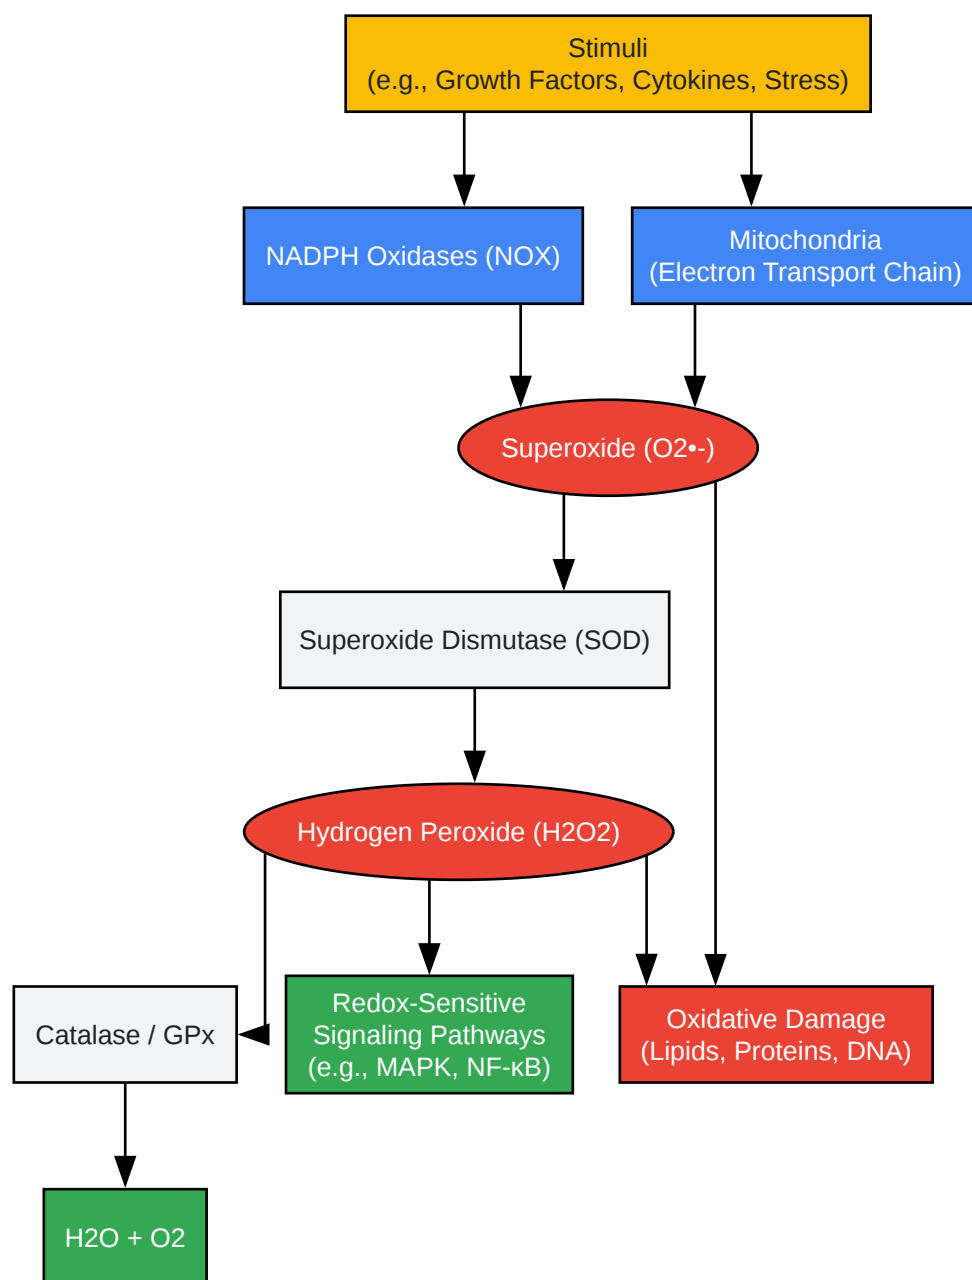 Stimuli
(e.g., Growth Factors, Cytokines, Stress)
NADPH Oxidases (NOX)
Mitochondria
(Electron Transport Chain)
Superoxide (O2•-)
Superoxide Dismutase (SOD)
Hydrogen Peroxide (H2O2)
Catalase / GPx
Redox-Sensitive
Signaling Pathways
(e.g., MAPK, NF-κB)
Oxidative Damage
(Lipids, Proteins, DNA)
H2O + O2